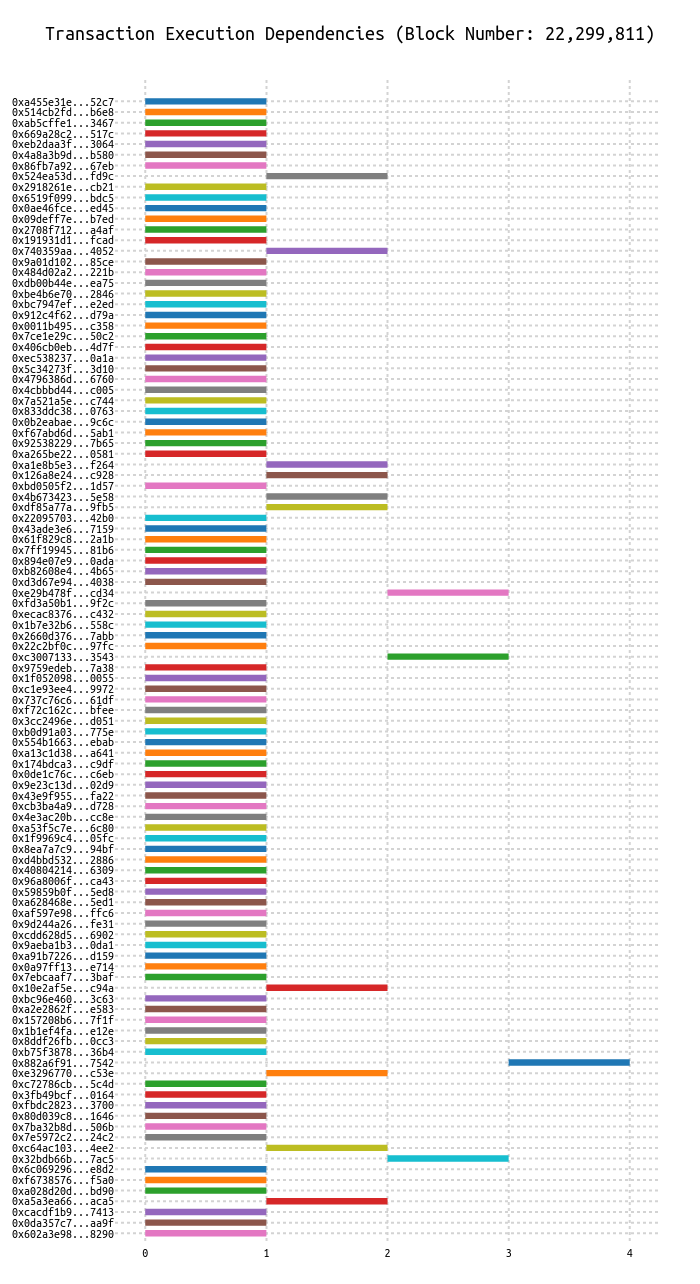 Transaction Execution Dependencies (Block Number: 22,299,811)
0xa455e31e...52c7
0x514cb2fd...b6e8
0xab5cffe1...3467
0x669a28c2...517c
0xeb2daa3f...3064
0x4a8a3b9d...b580
0x86fb7a92...67eb
0x524ea53d...fd9c
0x2918261e...cb21
0x6519f099...bdc5
0x0ae46fce...ed45
0x09deff7e...b7ed
0x2708f712...a4af
0x191931d1...fcad
0x740359aa...4052
0x9a01d102...85ce
0x484d02a2...221b
0xdb00b44e...ea75
0xbe4b6e70...2846
0xbc7947ef...e2ed
0x912c4f62...d79a
0x0011b495...c358
0x7ce1e29c...50c2
0x406cb0eb...4d7f
0xec538237...0a1a
0x5c34273f...3d10
0x4796386d...6760
0x4cbbbd44...c005
0x7a521a5e...c744
0x833ddc38...0763
0x0b2eabae...9c6c
0xf67abd6d...5ab1
0x92538229...7b65
0xa265be22...0581
0xa1e8b5e3...f264
0x126a8e24...c928
0xbd0505f2...1d57
0x4b673423...5e58
0xdf85a77a...9fb5
0x22095703...42b0
0x43ade3e6...7159
0x61f829c8...2a1b
0x7ff19945...81b6
0x894e07e9...0ada
0xb82608e4...4b65
0xd3d67e94...4038
0xe29b478f...cd34
0xfd3a50b1...9f2c
0xecac8376...c432
0x1b7e32b6...558c
0x2660d376...7abb
0x22c2bf0c...97fc
0xc3007133...3543
0x9759edeb...7a38
0x1f052098...0055
0xc1e93ee4...9972
0x737c76c6...61df
0xf72c162c...bfee
0x3cc2496e...d051
0xb0d91a03...775e
0x554b1663...ebab
0xa13c1d38...a641
0x174bdca3...c9df
0x0de1c76c...c6eb
0x9e23c13d...02d9
0x43e9f955...fa22
0xcb3ba4a9...d728
0x4e3ac20b...cc8e
0xa53f5c7e...6c80
0x1f9969c4...05fc
0x8ea7a7c9...94bf
0xd4bbd532...2886
0x40804214...6309
0x96a8006f...ca43
0x59859b0f...5ed8
0xa628468e...5ed1
0xaf597e98...ffc6
0x9d244a26...fe31
0xcdd628d5...6902
0x9aeba1b3...0da1
0xa91b7226...d159
0x0a97ff13...e714
0x7ebcaaf7...3baf
0x10e2af5e...c94a
0xbc96e460...3c63
0xa2e2862f...e583
0x157208b6...7f1f
0x1b1ef4fa...e12e
0x8ddf26fb...0cc3
0xb75f3878...36b4
0x882a6f91...7542
0xe3296770...c53e
0xc72786cb...5c4d
0x3fb49bcf...0164
0xfbdc2823...3700
0x80d039c8...1646
0x7ba32b8d...506b
0x7e5972c2...24c2
0xc64ac103...4ee2
0x32bdb66b...7ac5
0x6c069296...e8d2
0xf6738576...f5a0
0xa028d20d...bd90
0xa5a3ea66...aca5
0xcacdf1b9...7413
0x0da357c7...aa9f
0x602a3e98...8290
0 1 2 3 4